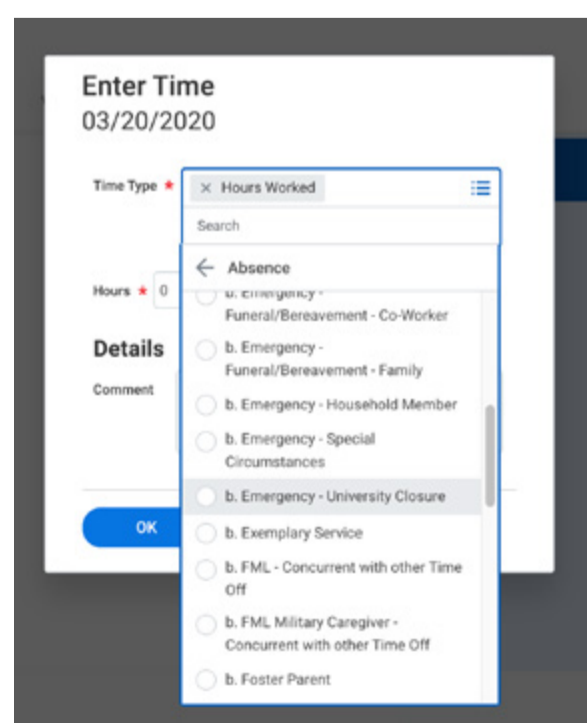 Enter Time
03/20/2020
Time Type *
× Hours Worked
Search
← Absence
Hours * 0
b. Emergency -
Funeral/Bereavement - Co-Worker
b. Emergency -
Funeral/Bereavement - Family
Details
Comment
b. Emergency - Household Member
b. Emergency - Special
Circumstances
b. Emergency - University Closure
OK
b. Exemplary Service
b. FML - Concurrent with other Time
Off
b. FML Military Caregiver -
Concurrent with other Time Off
b. Foster Parent